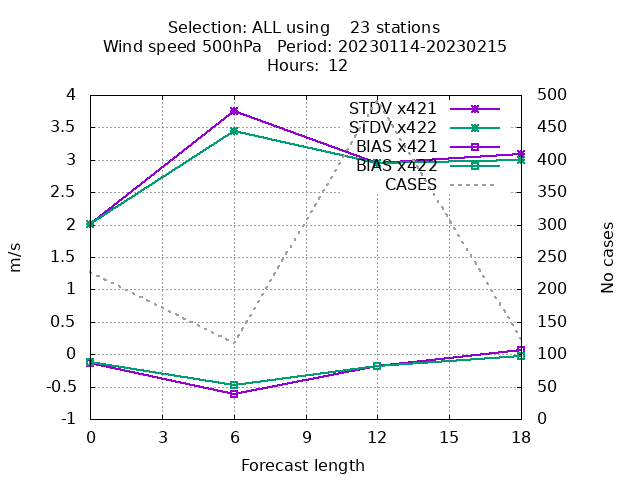 Selection: ALL using 23 stations
Wind speed 500hPa Period: 20230114-20230215
Hours: 12
STDV x421
STDV x422
BIAS x421
BIAS x422
CASES
4
3.5
3
2.5
2
1.5
1
0.5
0
-0.5
-1
m/s
500
450
400
350
300
250
200
150
100
50
0
No cases
0 3 6 9 12 15 18
Forecast length